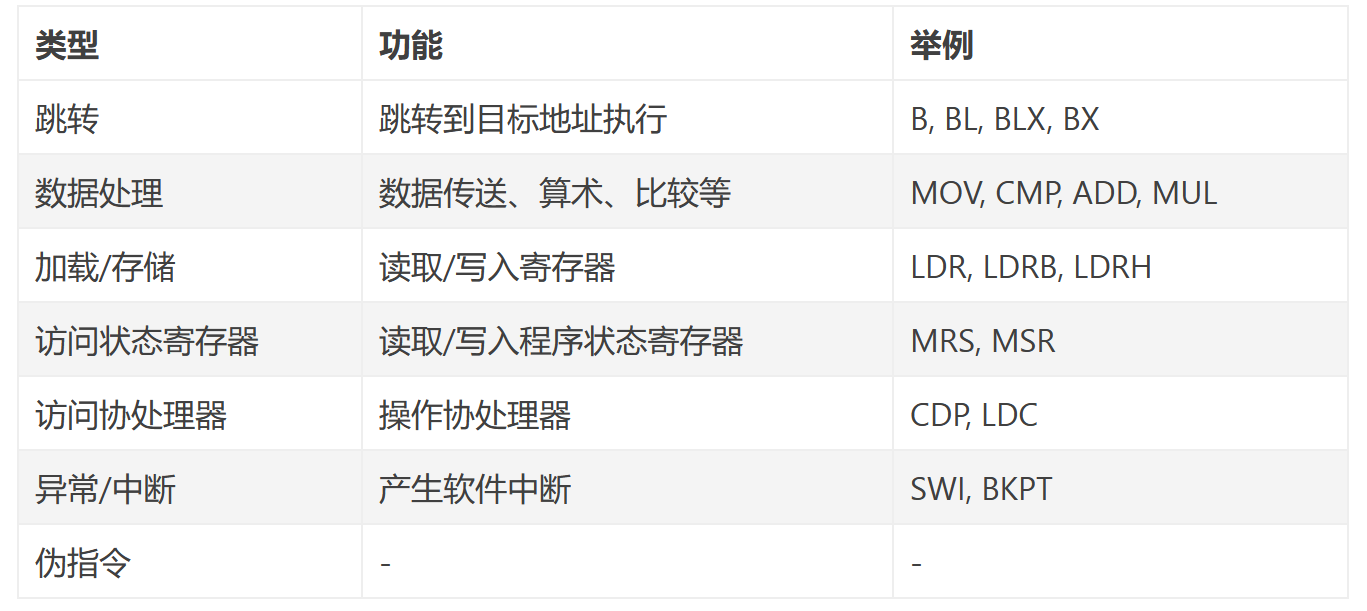 类型 功能 举例
跳转 跳转到目标地址执行 B, BL, BLX, BX
数据处理 数据传送、算术、比较等 MOV, CMP, ADD, MUL
加载/存储 读取/写入寄存器 LDR, LDRB, LDRH
访问状态寄存器 读取/写入程序状态寄存器 MRS, MSR
访问协处理器 操作协处理器 CDP, LDC
异常/中断 产生软件中断 SWI, BKPT
伪指令 - -